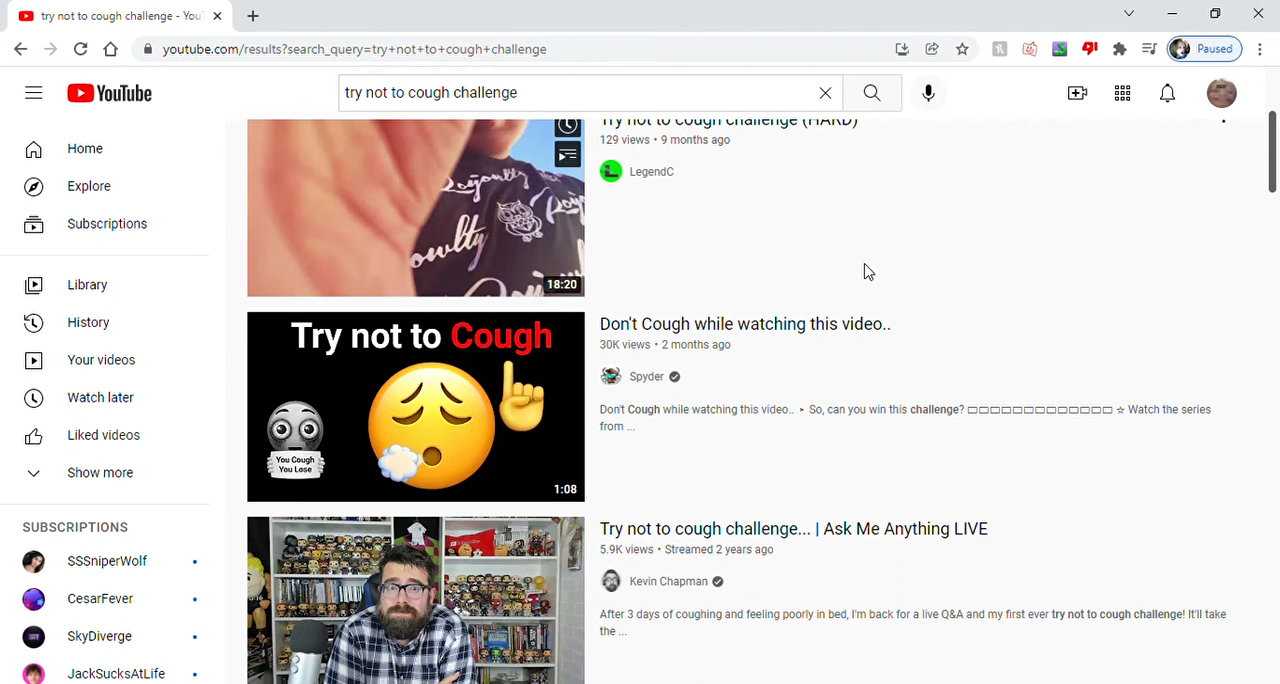 try not to cough challenge - YouT
youtube.com/results?search_query=try+not+to+cough+challenge
Paused
YouTube
try not to cough challenge
Home
Explore
Subscriptions
Library
History
Your videos
Watch later
Liked videos
Show more
SUBSCRIPTIONS
SSSniperWolf
CesarFever
SkyDiverge
JackSucksAtLife
18:20
Try not to cough challenge (HARD)
129 views • 9 months ago
LegendC
Try not to Cough
You Cough
You Lose
1:08
Don't Cough while watching this video..
30K views • 2 months ago
Spyder
Don't Cough while watching this video.. ‣ So, can you win this challenge? □□□□□□□□□□□□□ ☆ Watch the series
from ...
Try not to cough challenge... | Ask Me Anything LIVE
5.9K views • Streamed 2 years ago
Kevin Chapman
After 3 days of coughing and feeling poorly in bed, I'm back for a live Q&A and my first ever try not to cough challenge! It'll take
the ...